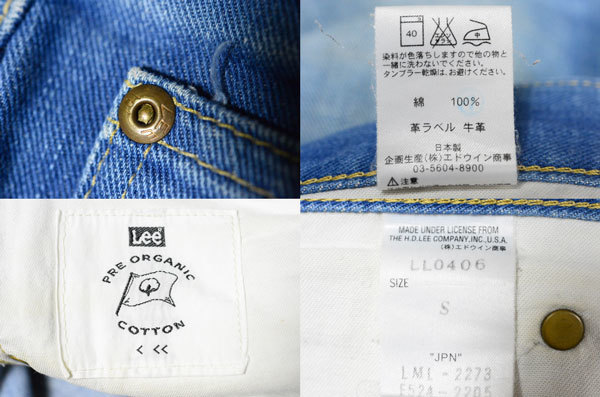 40
染料が色落ちしますので他の物と
一緒に洗わないでください。
タンブラー乾燥は、お避けください。
綿 100%
革ラベル 牛革
日本製
企画生産(株)エドウイン商事
03-5604-8900
⚠注意
Lee
PRE ORGANIC
COTTON
< <<
MADE UNDER LICENSE FROM
THE H.D.LEE COMPANY,INC.,U.S.A.
(株)エドウイン商事
LL0406
SIZE
S
"JPN"
LML-2273
E524-2205